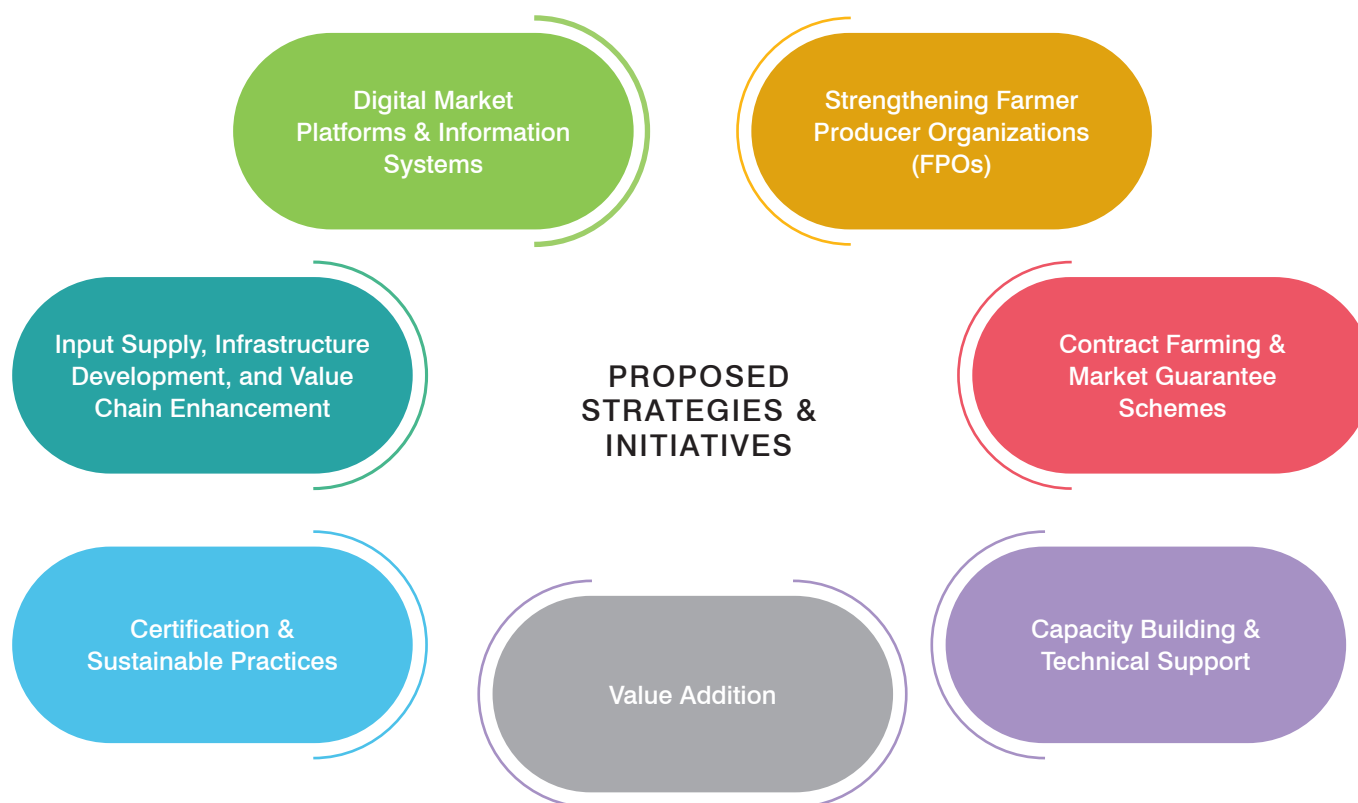 Digital Market
Platforms & Information
Systems
Strengthening Farmer
Producer Organizations
(FPOs)
Input Supply, Infrastructure
Development, and Value
Chain Enhancement
PROPOSED
STRATEGIES &
INITIATIVES
Contract Farming &
Market Guarantee
Schemes
Certification &
Sustainable Practices
Value Addition
Capacity Building &
Technical Support